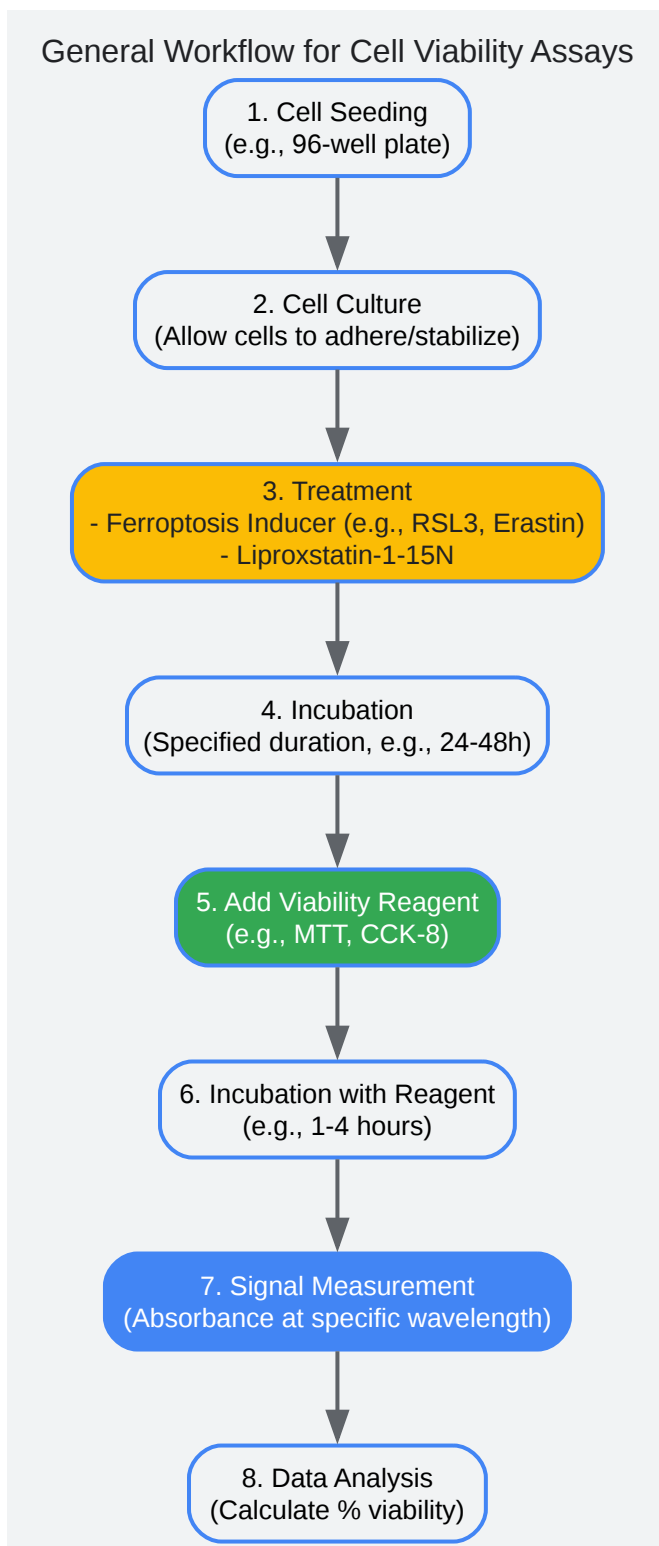 General Workflow for Cell Viability Assays
1. Cell Seeding
(e.g., 96-well plate)
2. Cell Culture
(Allow cells to adhere/stabilize)
3. Treatment
- Ferroptosis Inducer (e.g., RSL3, Erastin)
- Liproxstatin-1-15N
4. Incubation
(Specified duration, e.g., 24-48h)
5. Add Viability Reagent
(e.g., MTT, CCK-8)
6. Incubation with Reagent
(e.g., 1-4 hours)
7. Signal Measurement
(Absorbance at specific wavelength)
8. Data Analysis
(Calculate % viability)